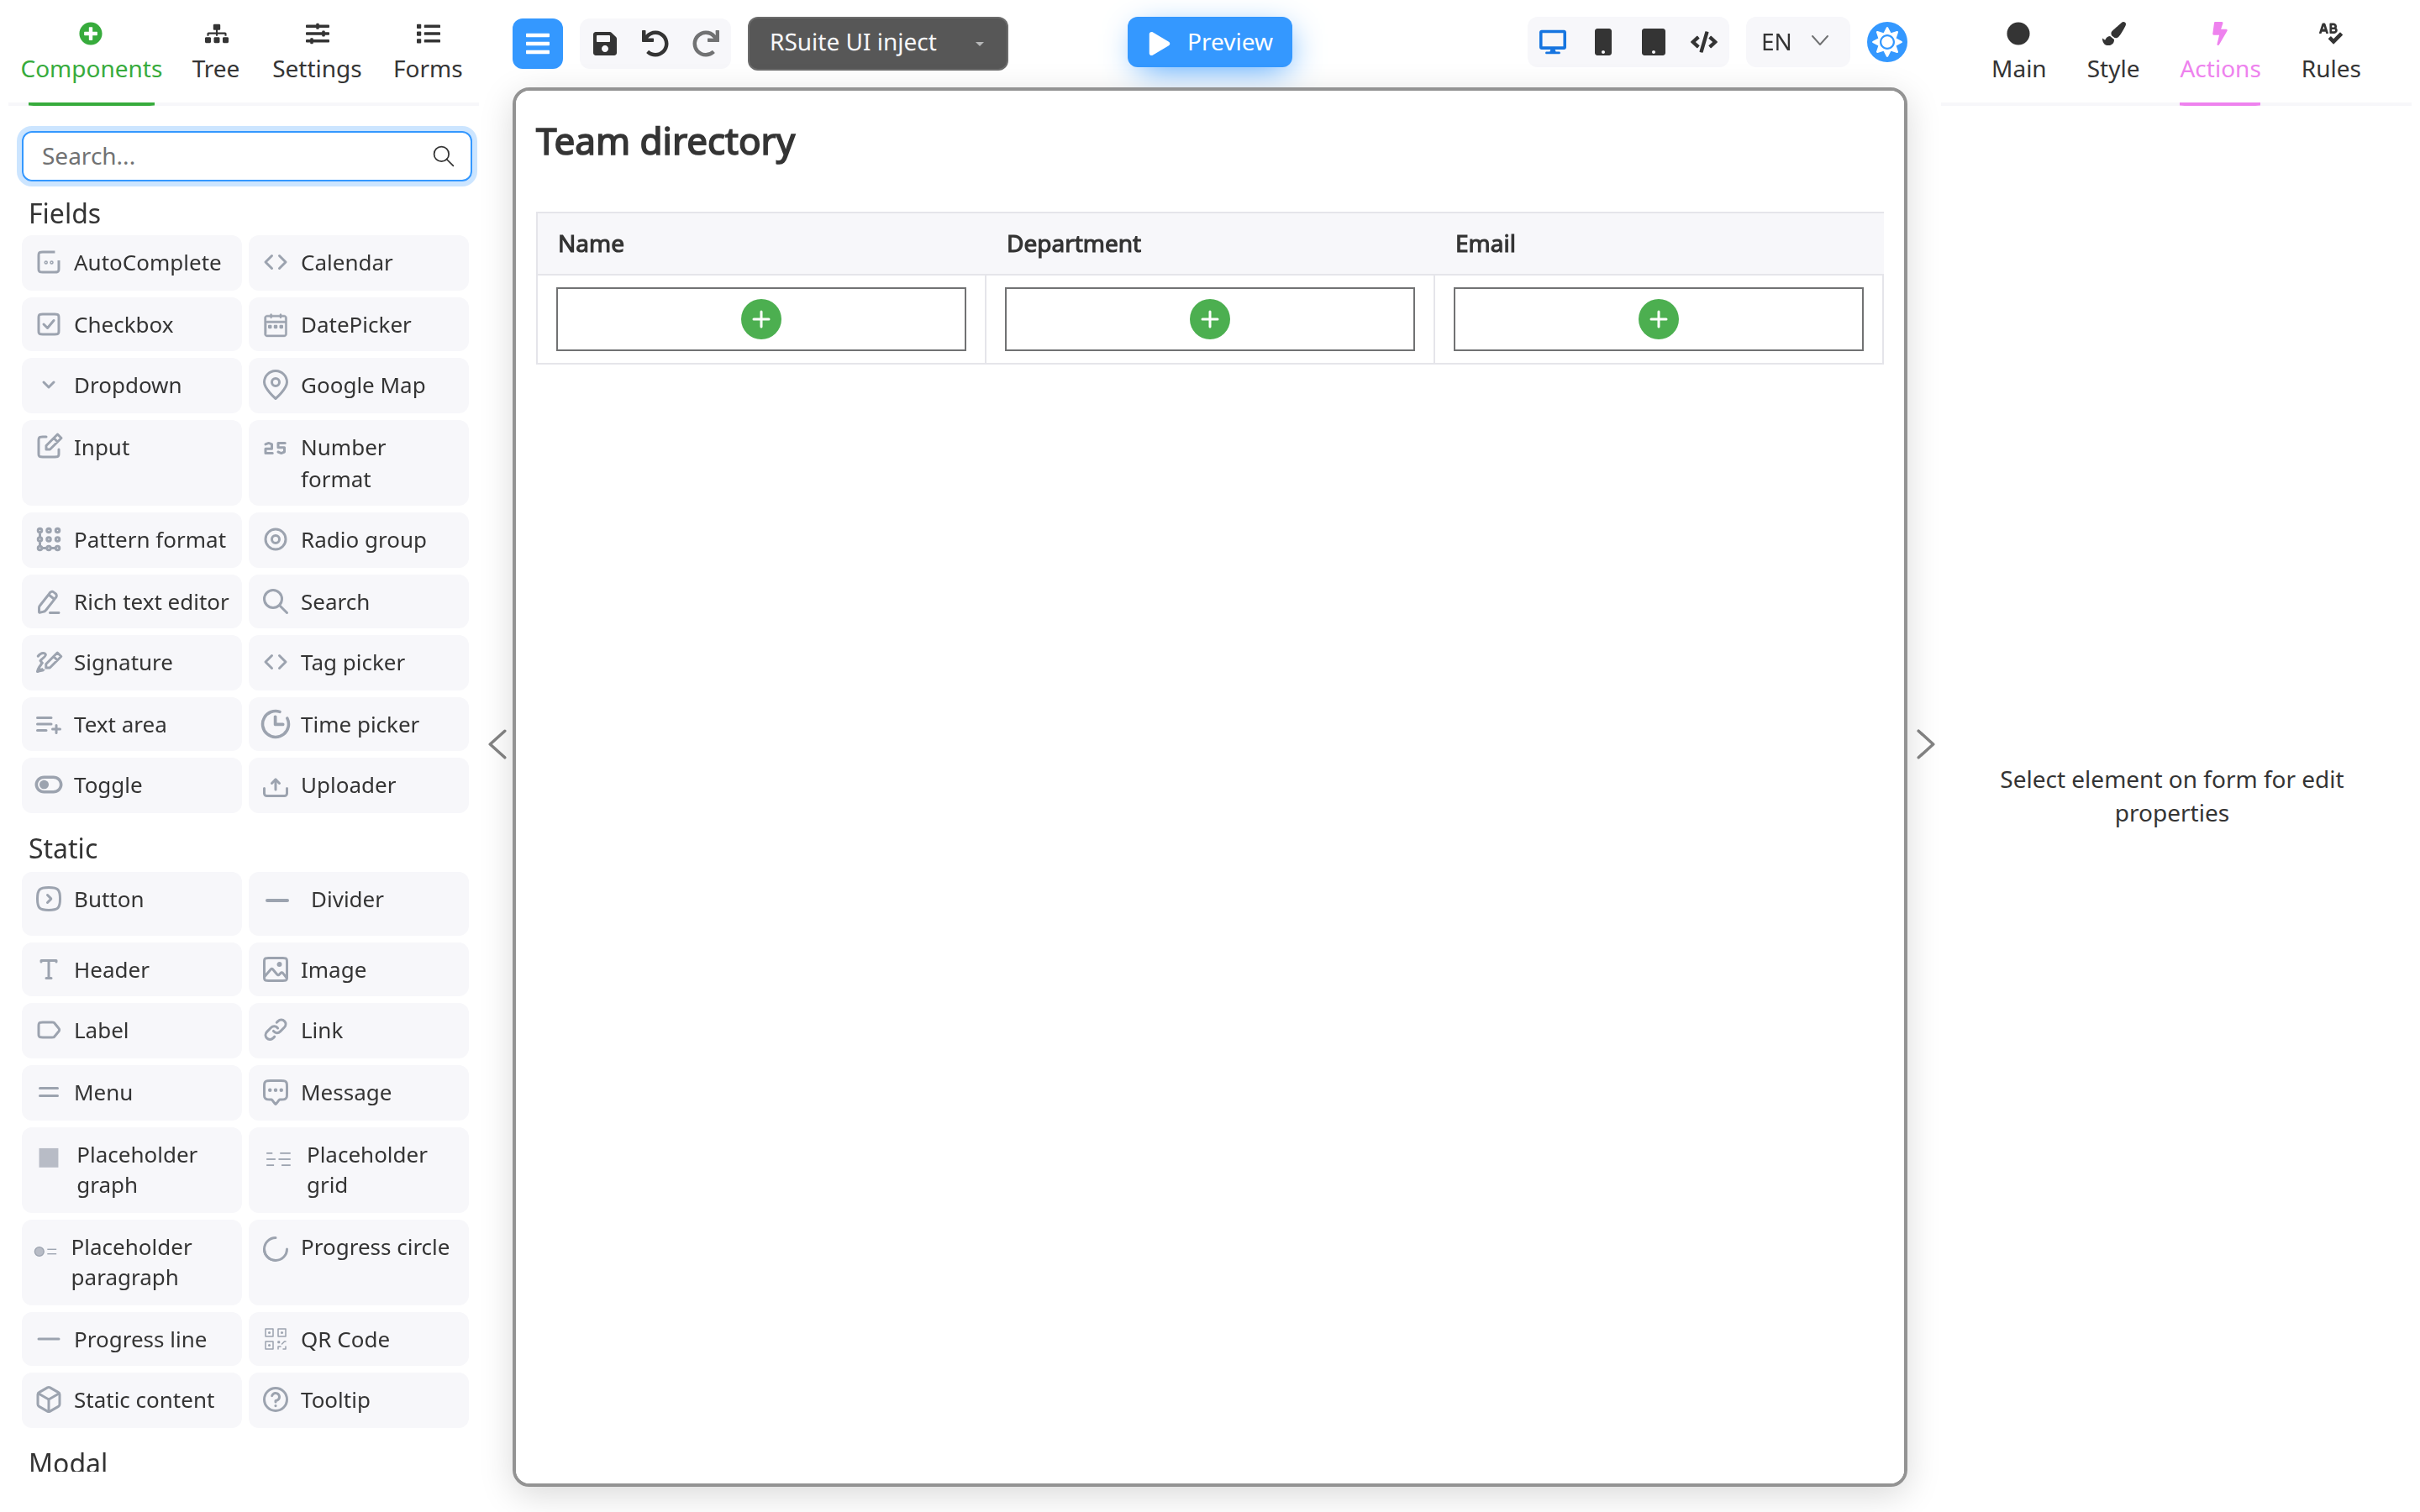 Components
Tree
Settings
Forms
RSuite UI inject
Preview
EN
Main
Style
Actions
Rules
Search...
Fields
AutoComplete
Calendar
Checkbox
DatePicker
Dropdown
Google Map
Input
Number
format
Pattern format
Radio group
Rich text editor
Search
Signature
Tag picker
Text area
Time picker
Toggle
Uploader
Static
Button
Divider
Header
Image
Label
Link
Menu
Message
Placeholder
graph
Placeholder
grid
Placeholder
paragraph
Progress circle
Progress line
QR Code
Static content
Tooltip
Modal
Team directory
Name
Department
Email
Select element on form for edit
properties